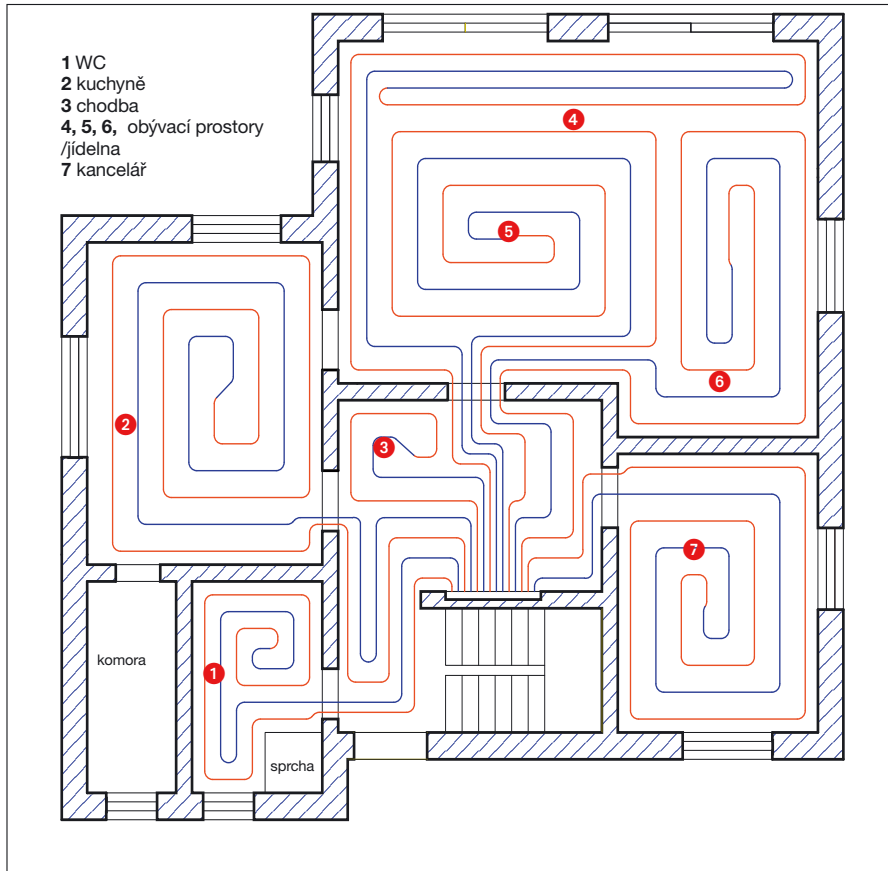 1 WC
2 kuchyně
3 chodba
4, 5, 6, obývací prostory
/jídelna
7 kancelář
4
5
6
2
3
7
komora
1
sprcha